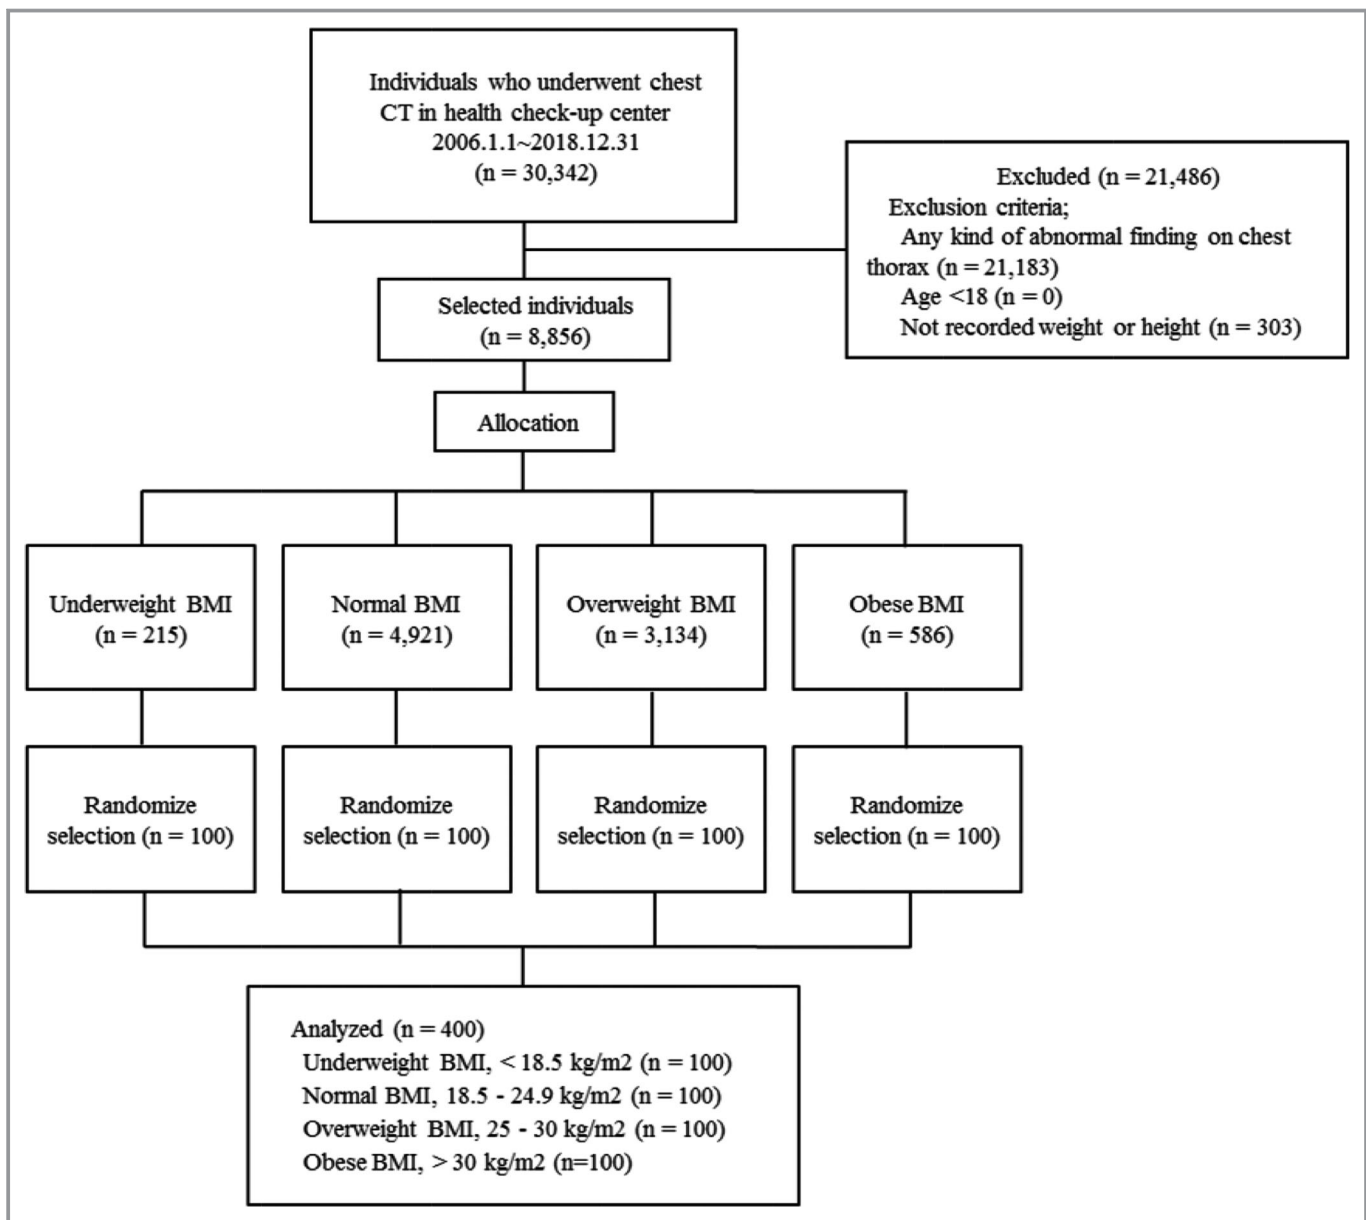 Individuals who underwent chest
CT in health check-up center
2006.1.1~2018.12.31
(n = 30,342)
Excluded (n = 21,486)
Exclusion criteria;
Any kind of abnormal finding on chest
thorax (n = 21,183)
Age <18 (n = 0)
Not recorded weight or height (n = 303)
Selected individuals
(n = 8,856)
Allocation
Underweight BMI
(n = 215)
Normal BMI
(n = 4,921)
Overweight BMI
(n = 3,134)
Obese BMI
(n = 586)
Randomize
selection (n = 100)
Randomize
selection (n = 100)
Randomize
selection (n = 100)
Randomize
selection (n = 100)
Analyzed (n = 400)
Underweight BMI, < 18.5 kg/m2 (n = 100)
Normal BMI, 18.5 - 24.9 kg/m2 (n = 100)
Overweight BMI, 25 - 30 kg/m2 (n = 100)
Obese BMI, > 30 kg/m2 (n=100)